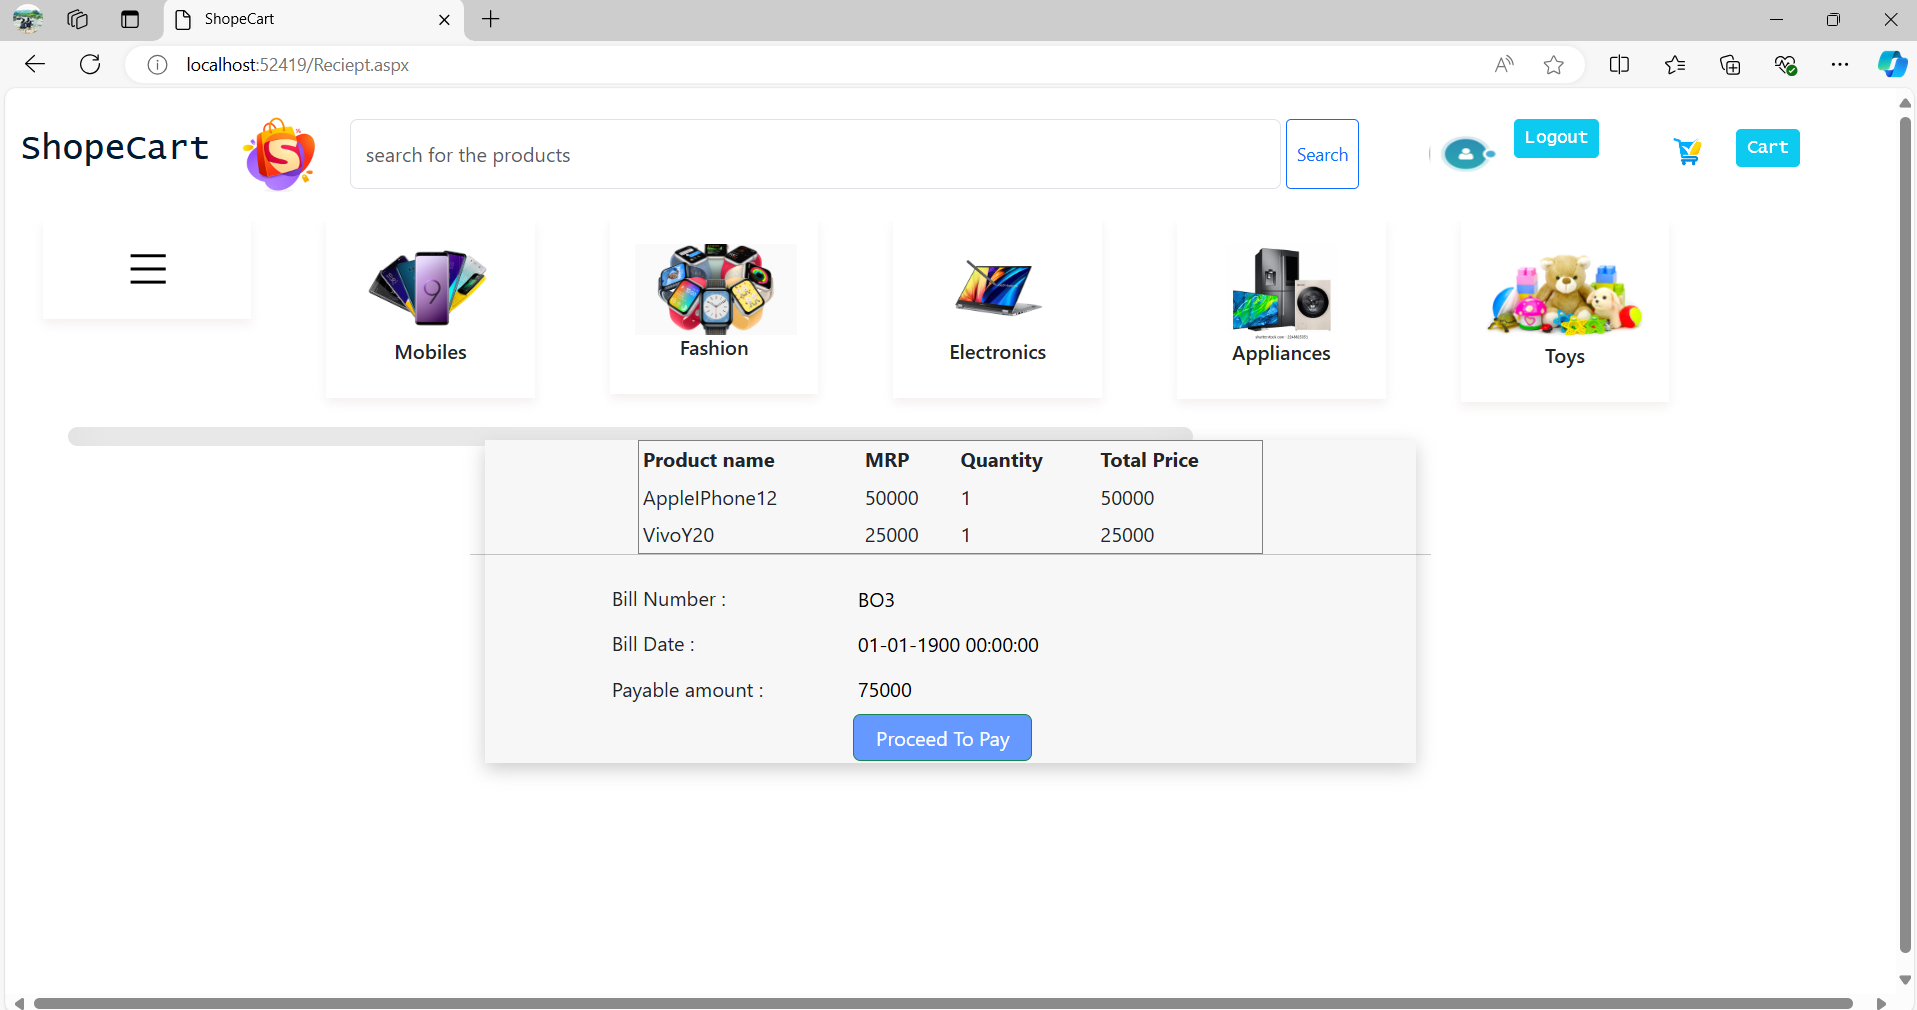 ShopeCart
localhost:52419/Reciept.aspx
ShopeCart
S
search for the products
Search
Logout
Cart
9
Mobiles
Fashion
Electronics
Appliances
Toys
Product name MRP Quantity Total Price
AppleIPhone12 50000 1 50000
VivoY20 25000 1 25000
Bill Number : BO3
Bill Date : 01-01-1900 00:00:00
Payable amount : 75000
Proceed To Pay